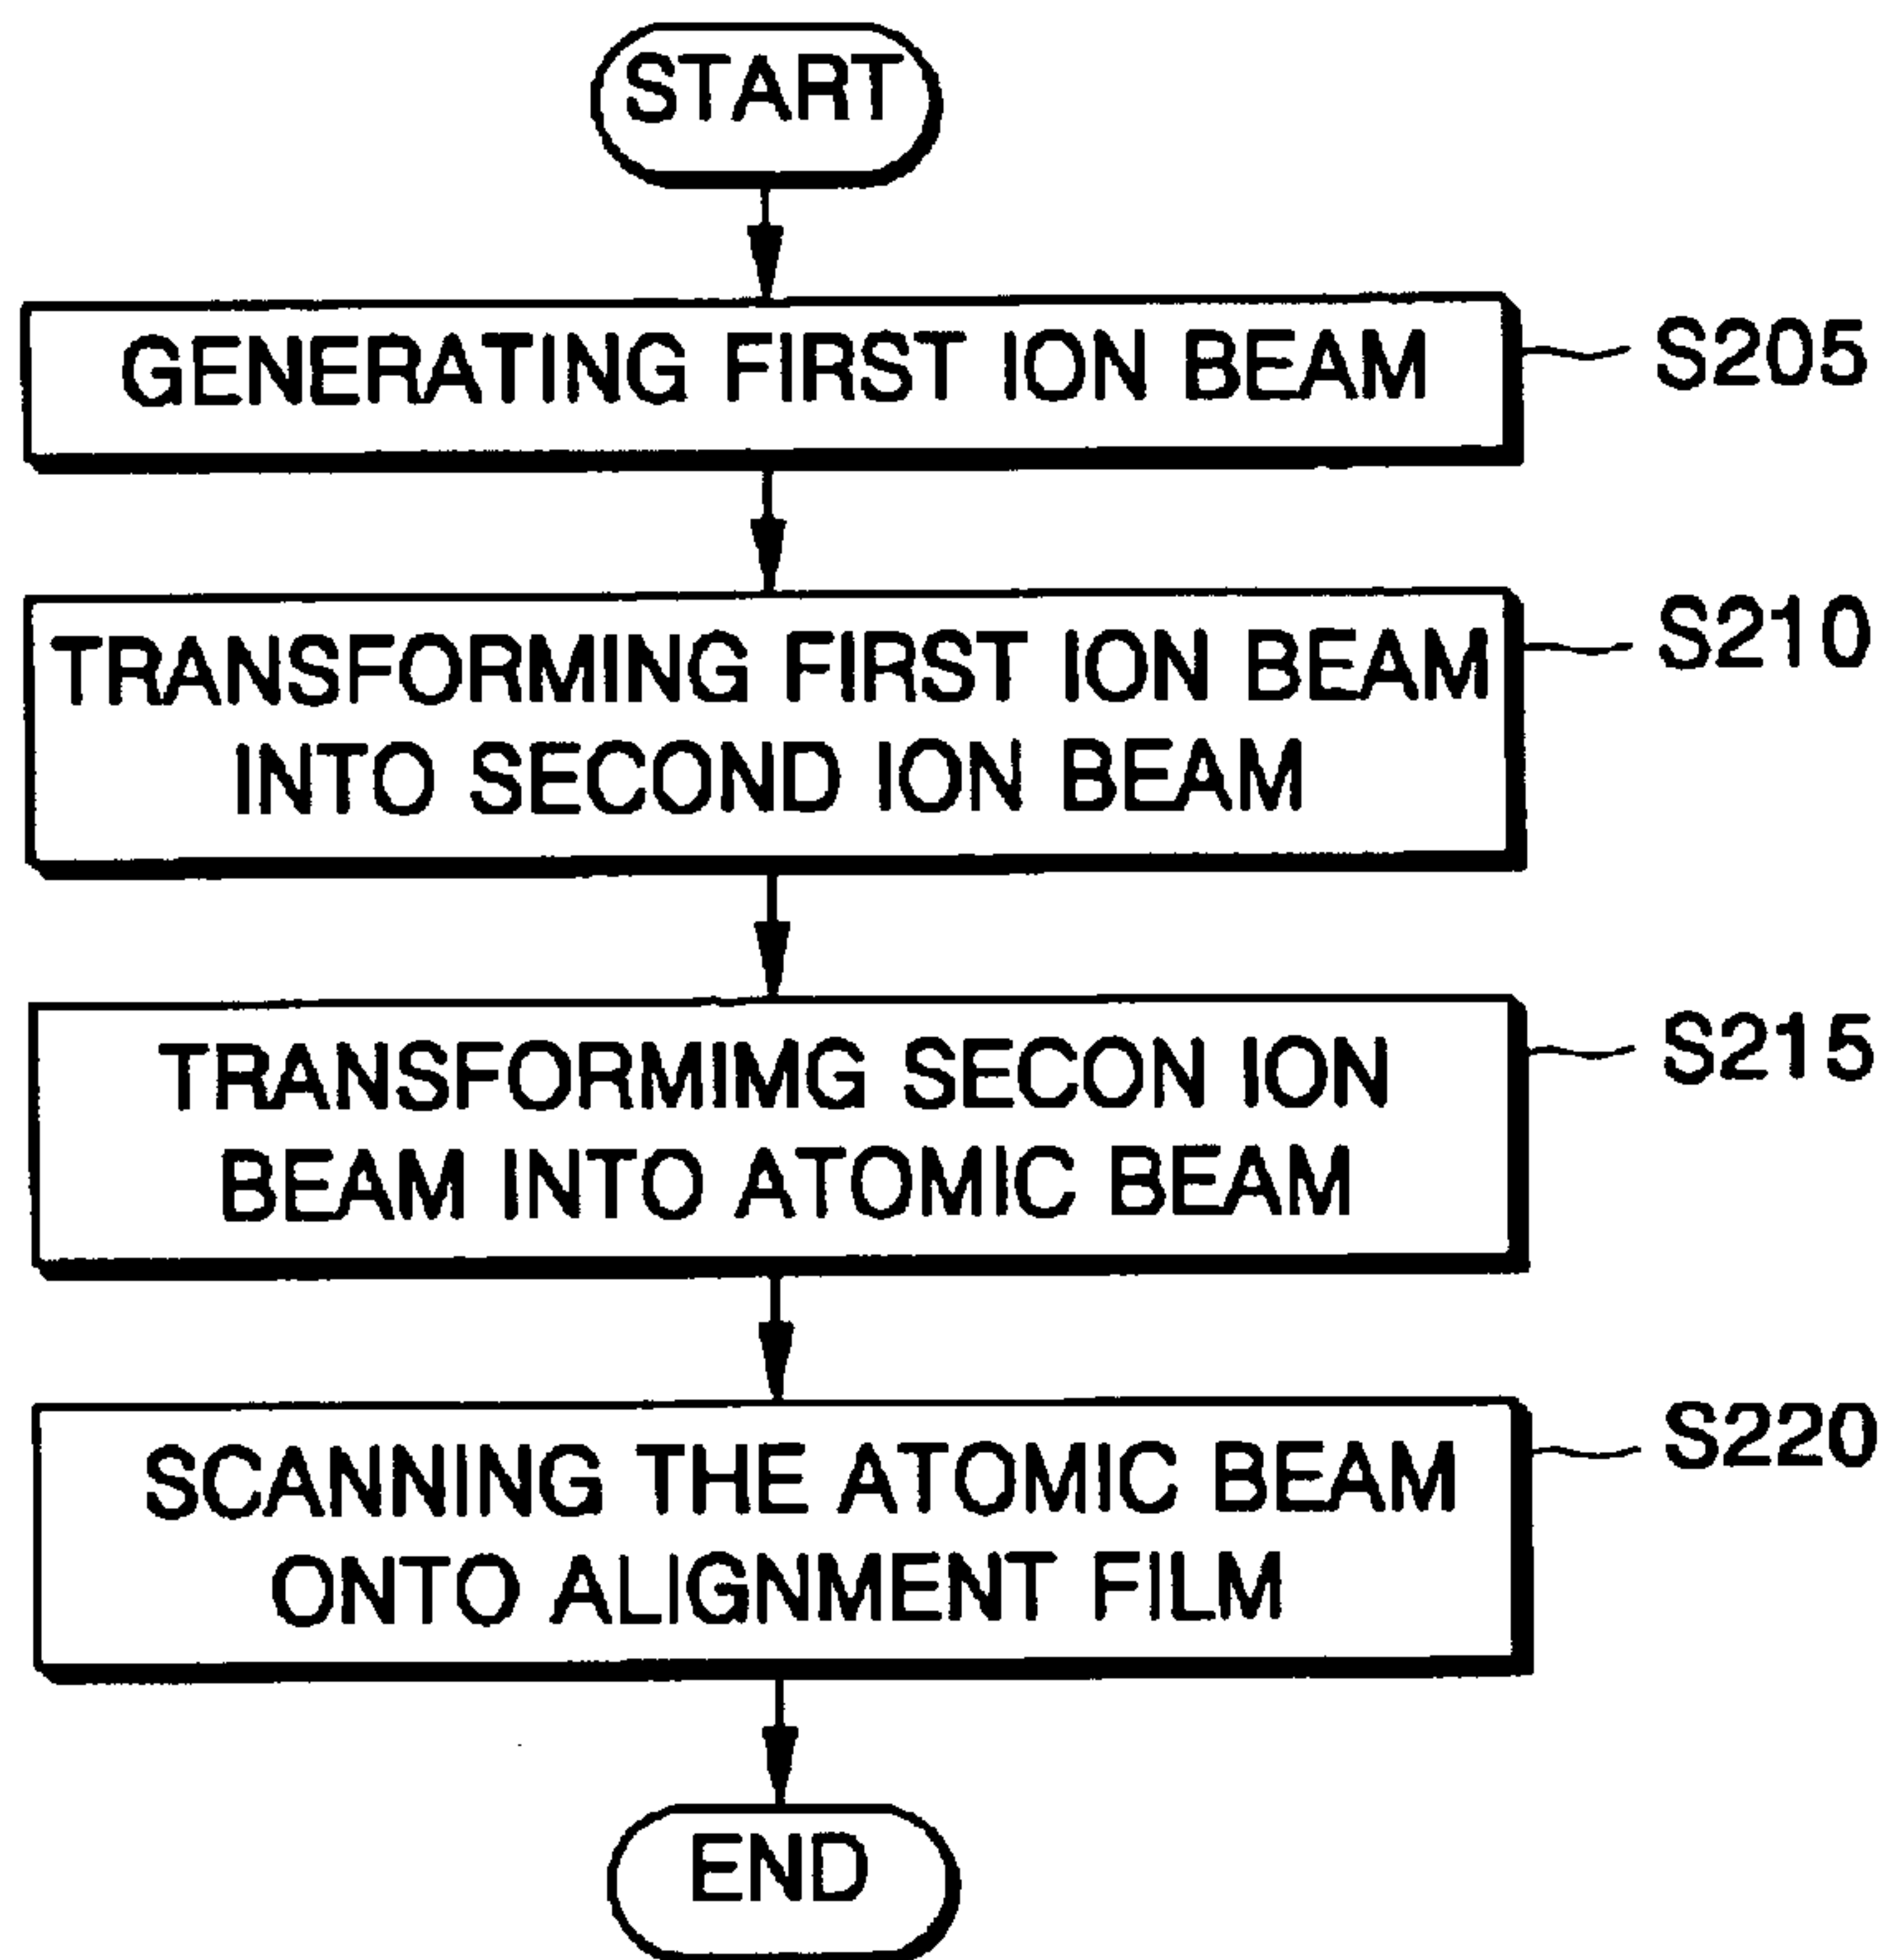 START
GENERATING FIRST ION BEAM
S205
TRANSFORMING FIRST ION BEAM
INTO SECOND ION BEAM
S210
TRANSFORMIMG SECON ION
BEAM INTO ATOMIC BEAM
S215
SCANNING THE ATOMIC BEAM
ONTO ALIGNMENT FILM
S220
END